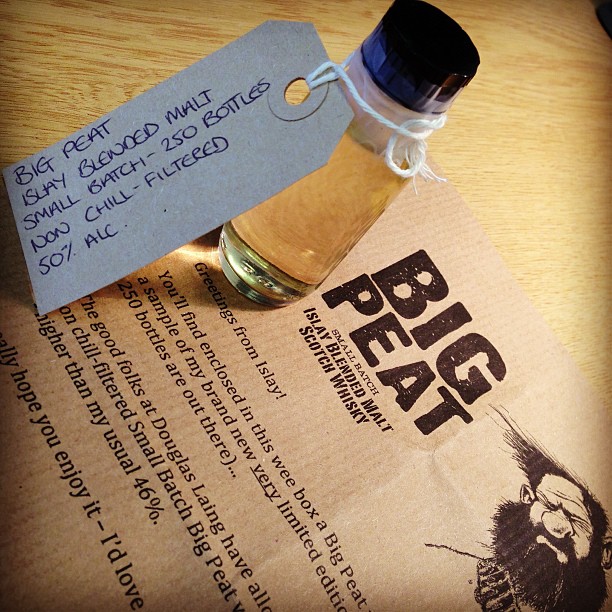 BIG PEAT
ISLAY BLENDED MALT
SMALL BATCH - 250 BOTTLES
NON CHILL-FILTERED
50% ALC.
BIG
PEAT
SMALL BATCH
ISLAY BLENDED MALT
SCOTCH WHISKY
Greetings from Islay!
You'll find enclosed in this wee box a Big Peat
a sample of my brand new very limited editio
250 bottles are out there)...
The good folks at Douglas Laing have allo
on chill-filtered Small Batch Big Peat
higher than my usual 46%.
hope you enjoy it – I'd love